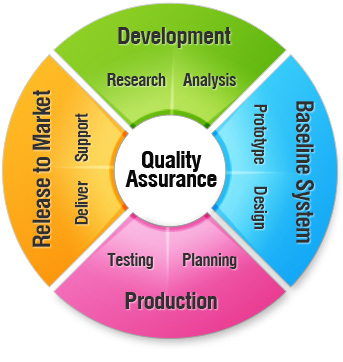 Development
Research Analysis
Baseline System
Prototype
Design
Quality
Assurance
Testing Planning
Production
Release to Market
Support
Deliver